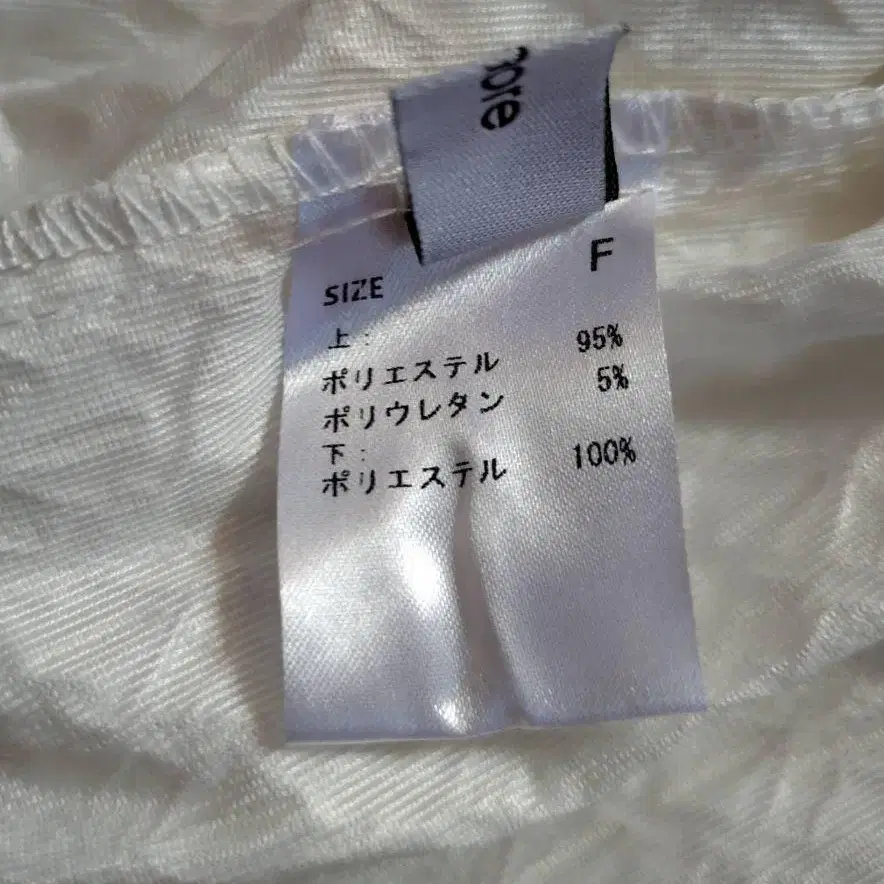 SIZE F
上：
ポリエステル 95%
ポリウレタン 5%
下：
ポリエステル 100%